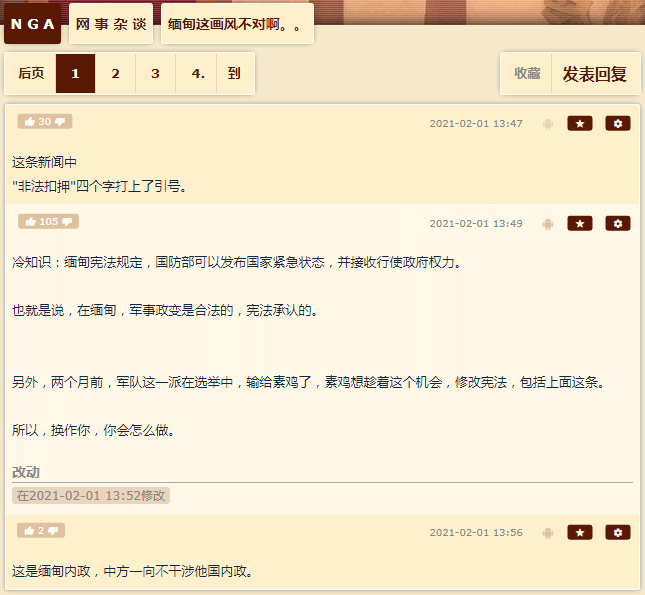 NGA 网事杂谈 缅甸这画风不对啊。。
后页 1 2 3 4. 到 收藏 发表回复
30 2021-02-01 13:47
这条新闻中
"非法扣押"四个字打上了引号。
105 2021-02-01 13:49
冷知识：缅甸宪法规定，国防部可以发布国家紧急状态，并接收行使政府权力。
也就是说，在缅甸，军事政变是合法的，宪法承认的。
另外，两个月前，军队这一派在选举中，输给素鸡了，素鸡想趁着这个机会，修改宪法，包括上面这条。
所以，换作你，你会怎么做。
改动
在2021-02-01 13:52修改
2 2021-02-01 13:56
这是缅甸内政，中方一向不干涉他国内政。